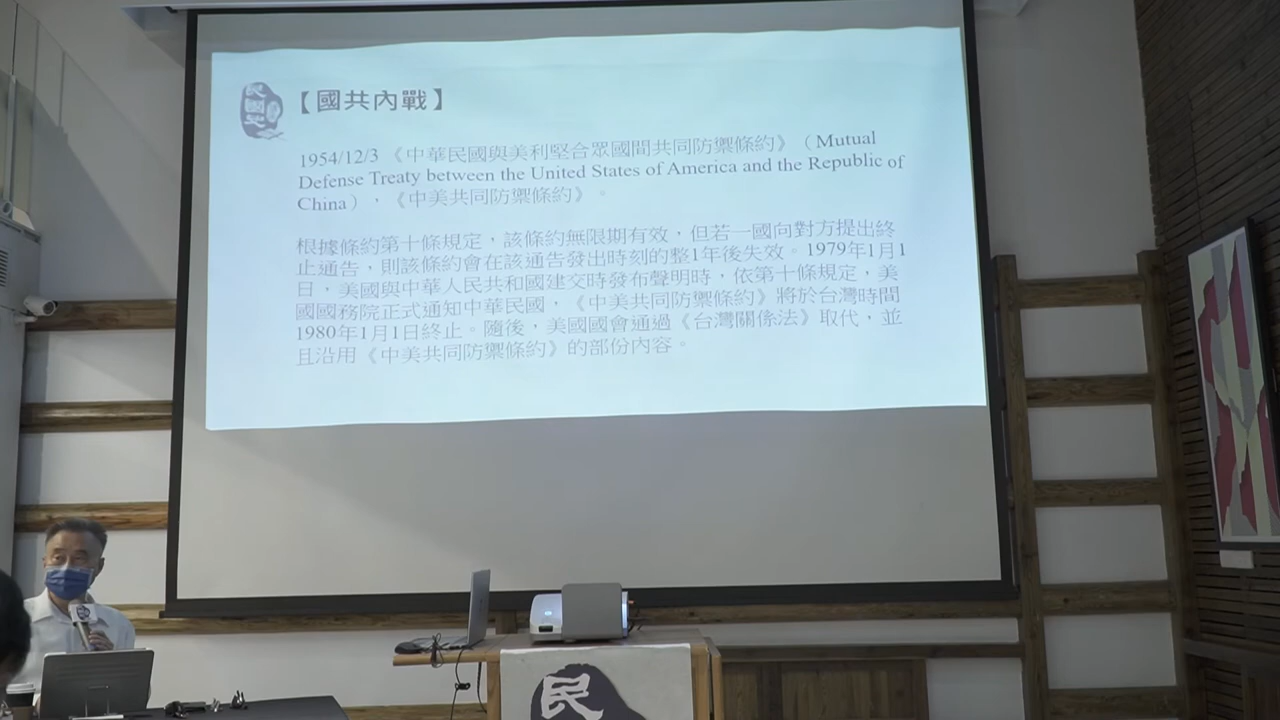 民國史
【國共內戰】
1954/12/3《中華民國與美利堅合眾國間共同防禦條約》（Mutual
Defense Treaty between the United States of America and the Republic of
China），《中美共同防禦條約》。
根據條約第十條規定，該條約無限期有效，但若一國向對方提出終
止通告，則該條約會在該通告發出時刻的整1年後失效。1979年1月1
日，美國與中華人民共和國建交時發布聲明時，依第十條規定，美
國國務院正式通知中華民國，《中美共同防禦條約》將於台灣時間
1980年1月1日終止。隨後，美國國會通過《台灣關係法》取代，並
且沿用《中美共同防禦條約》的部份內容。
民